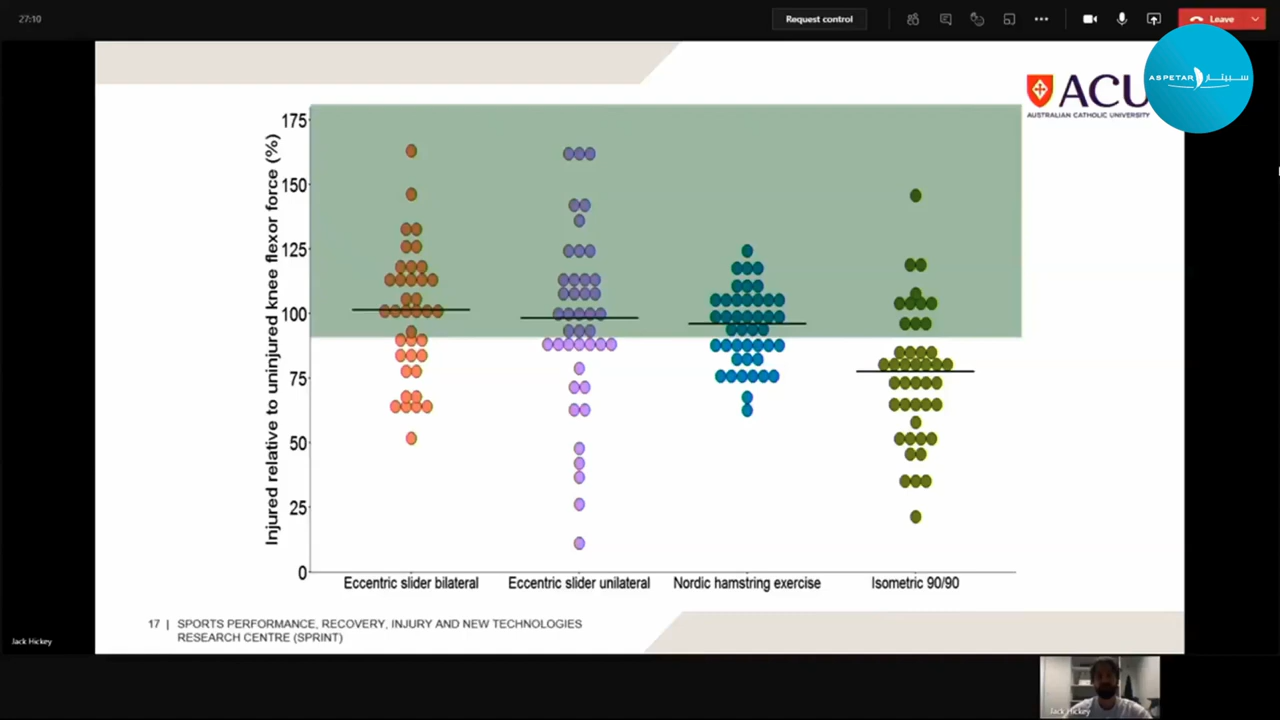 27:10
Request control
Leave
ASPETAR سبيتار
ACU
AUSTRALIAN CATHOLIC UNIVERSITY
Injured relative to uninjured knee flexor force (%)
175
150
125
100
75
50
25
0
Eccentric slider bilateral
Eccentric slider unilateral
Nordic hamstring exercise
Isometric 90/90
17 | SPORTS PERFORMANCE, RECOVERY, INJURY AND NEW TECHNOLOGIES
RESEARCH CENTRE (SPRINT)
Jack Hickey
Jack Hickey